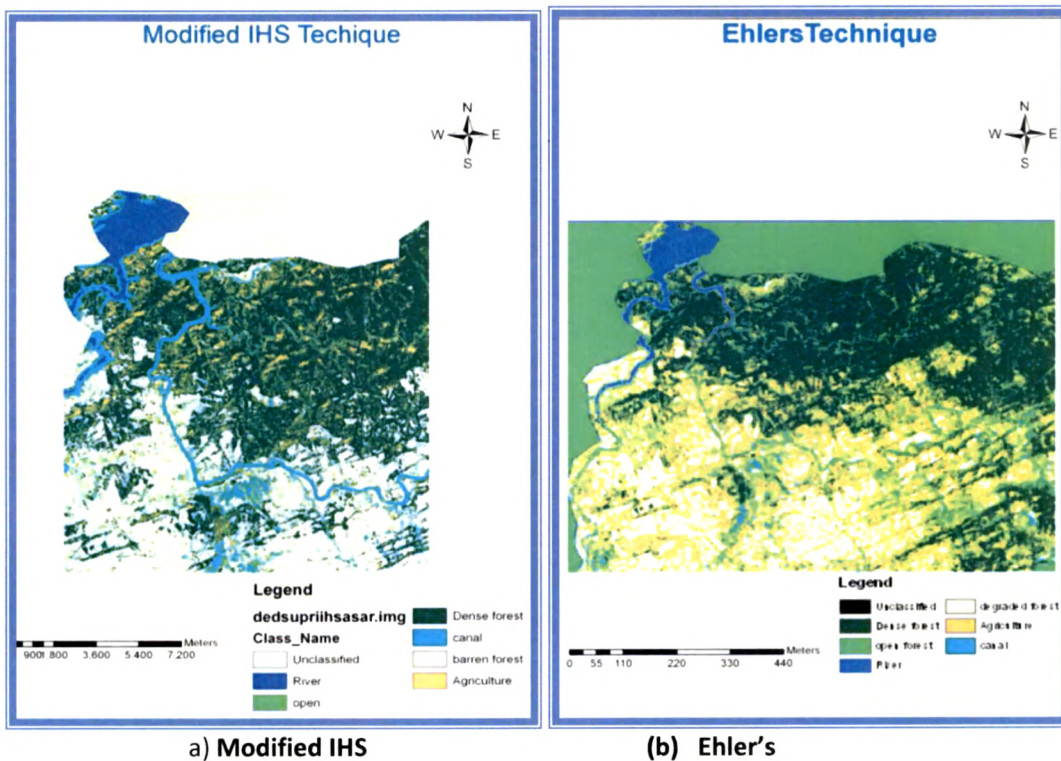 Modified IHS Techique
N
W E
S
Legend
dedsupriihsasar.img
Class_Name
Unclassified
River
open
Dense forest
canal
barren forest
Agriculture
900 1.800 3,600 5,400 7,200 Meters
a) Modified IHS
EhlersTechnique
N
W E
S
Legend
Unclassified
Dense forest
open forest
River
degraded forest
Agriculture
canal
0 55 110 220 330 440 Meters
(b) Ehler's